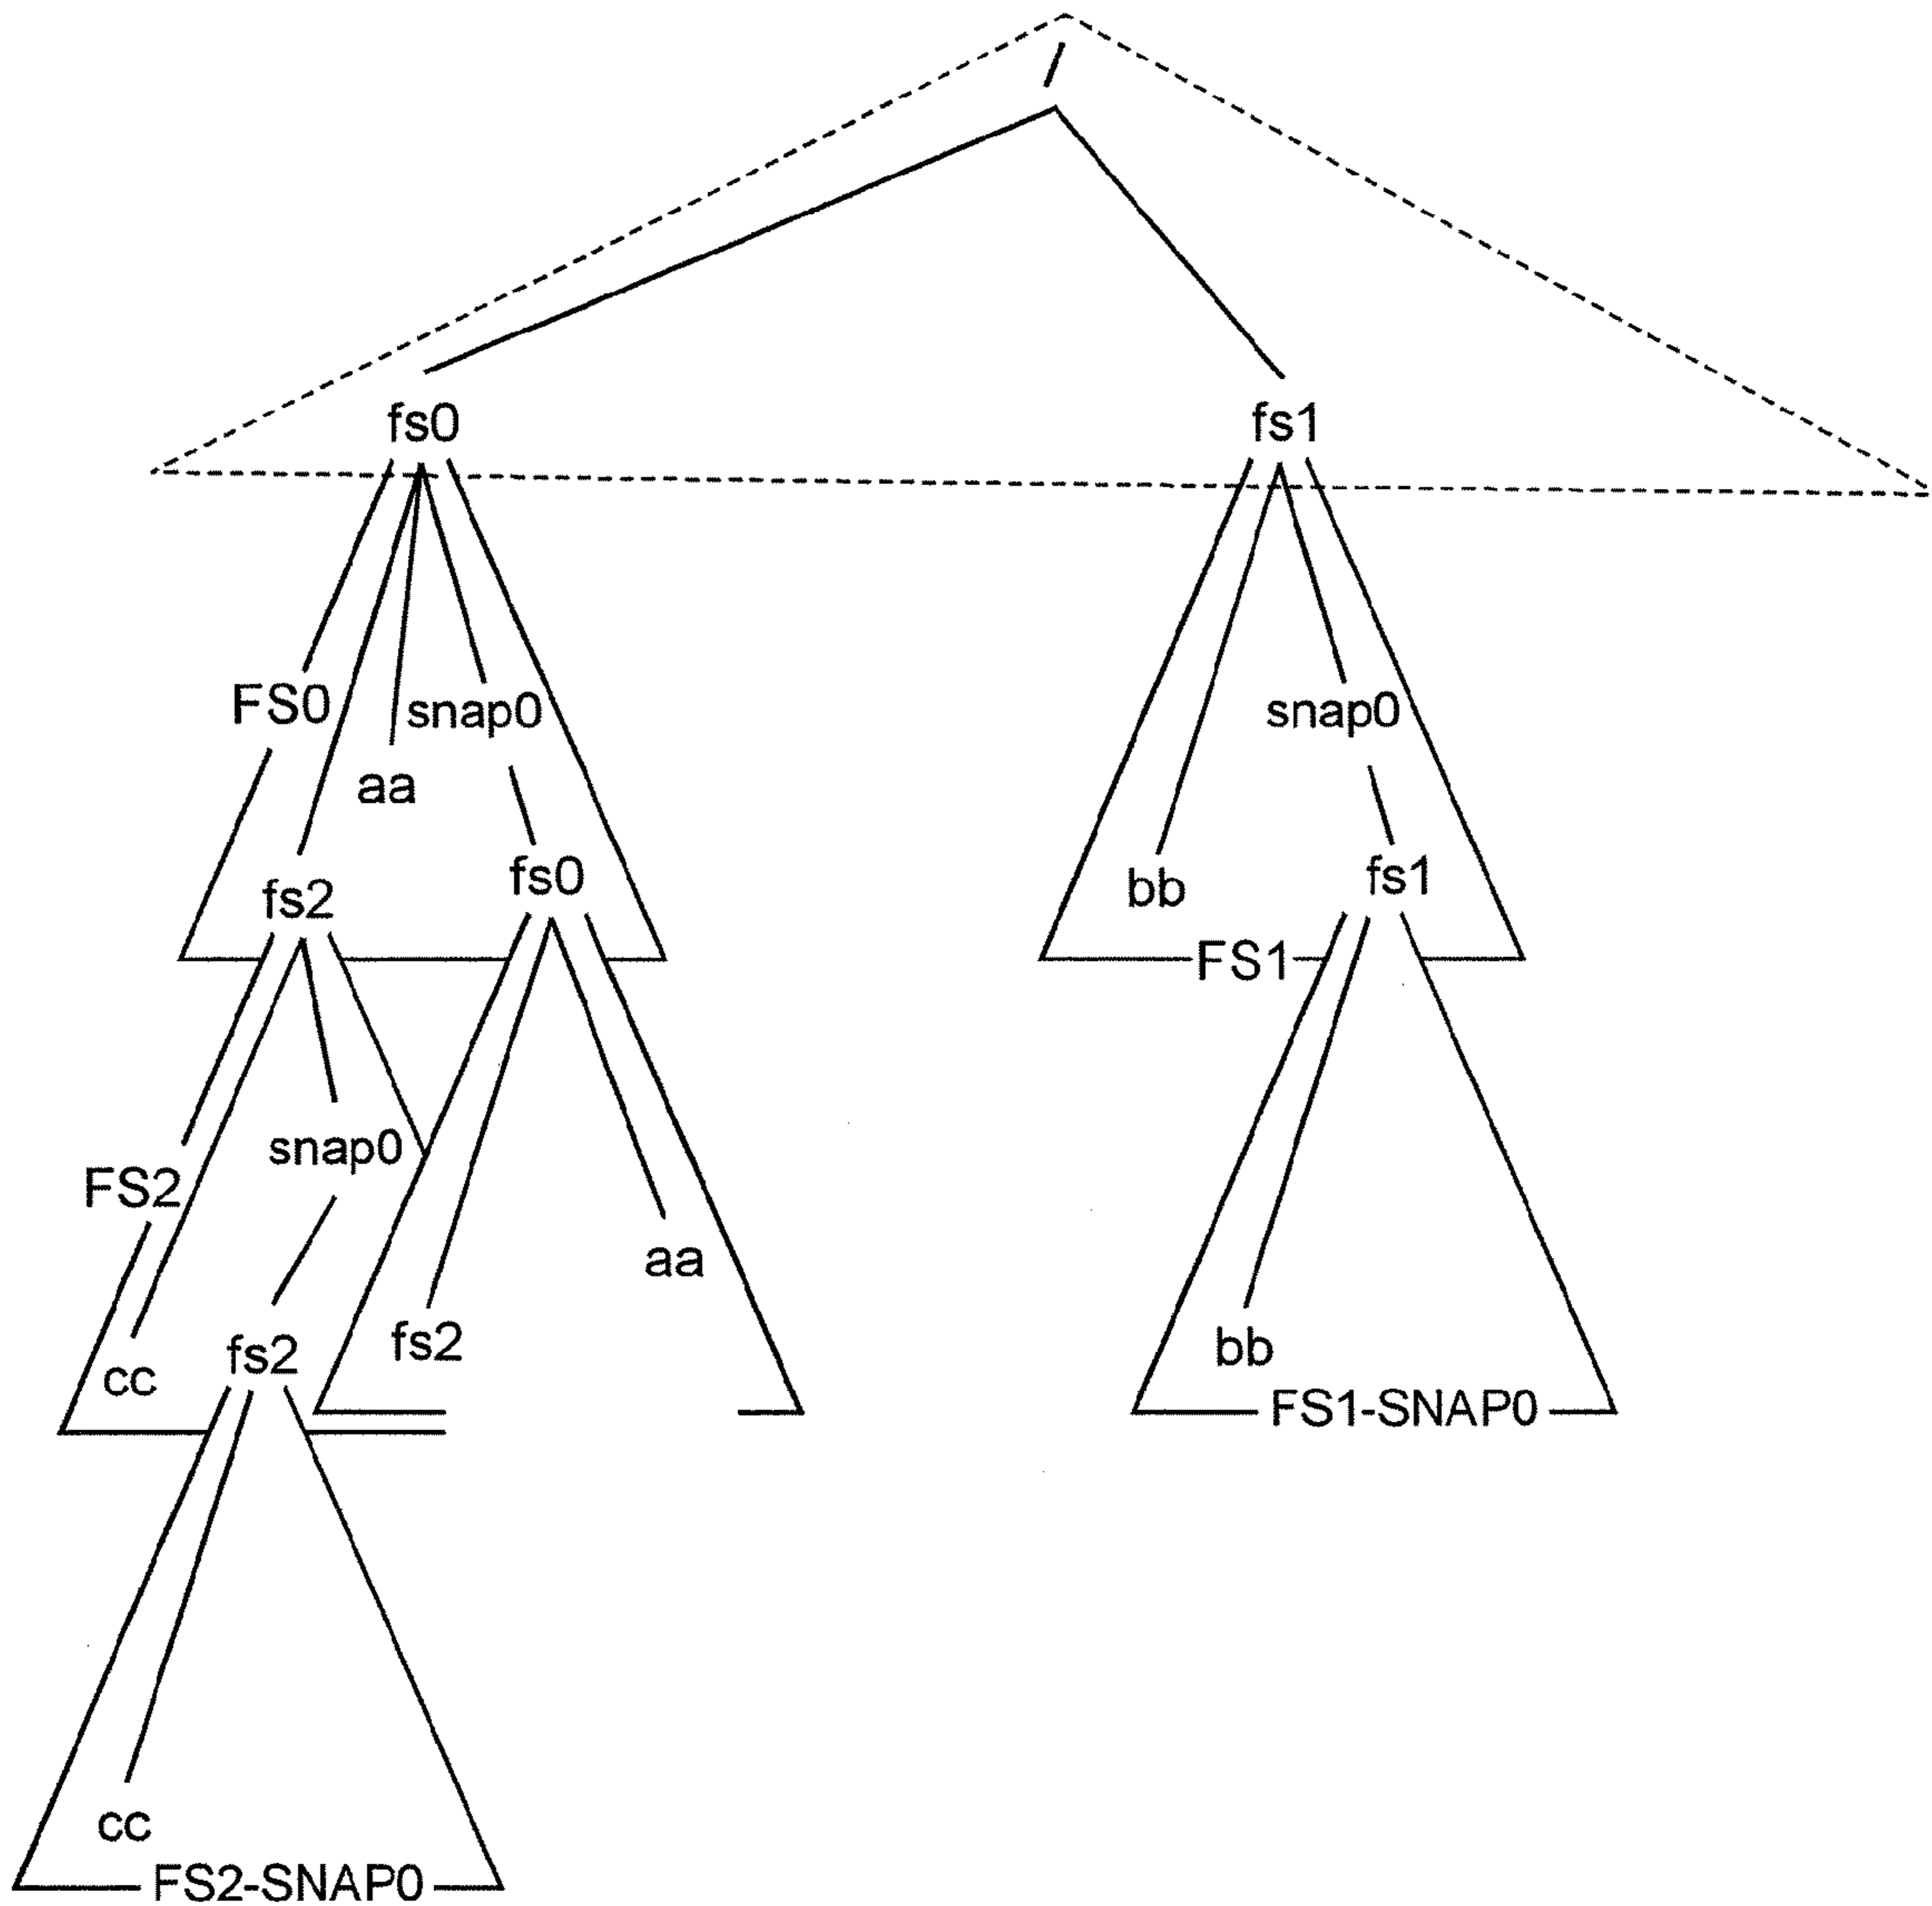 /
fs0 fs1
FS0 snap0 snap0
aa
fs2 fs0 bb fs1
FS1
snap0
FS2
aa
cc fs2 fs2 bb
FS1-SNAP0
cc
FS2-SNAP0